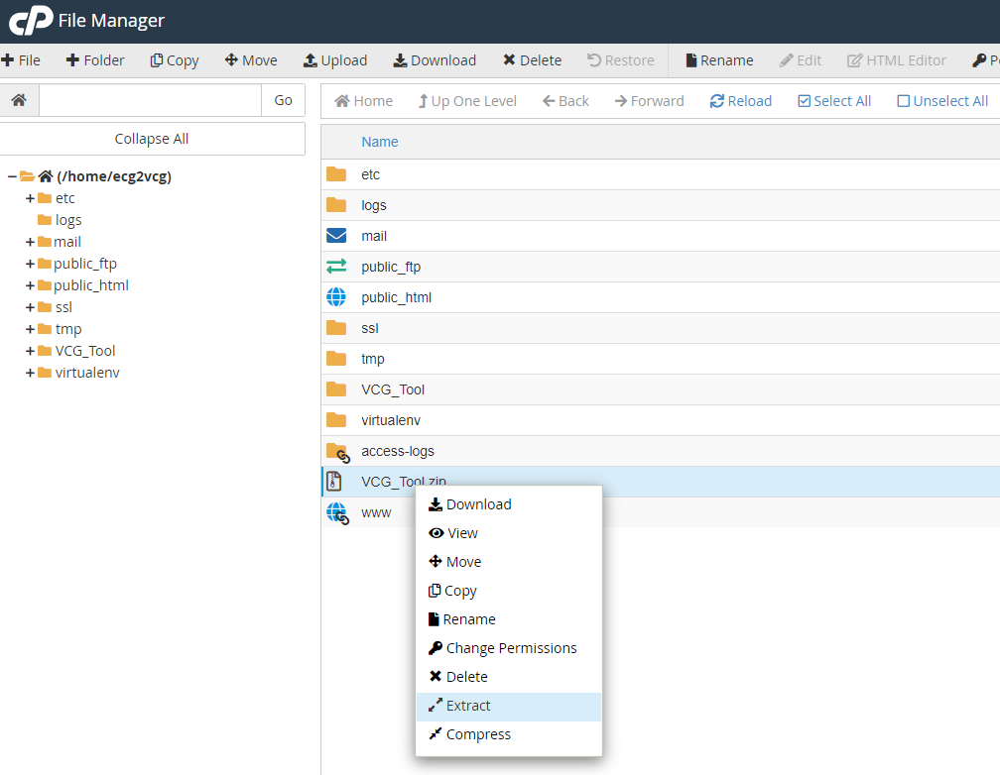 cP File Manager
File Folder Copy Move Upload Download Delete Restore Rename Edit HTML Editor
Go
Home Up One Level Back Forward Reload Select All Unselect All
Collapse All
(/home/ecg2vcg)
etc
logs
mail
public_ftp
public_html
ssl
tmp
VCG_Tool
virtualenv
Name
etc
logs
mail
public_ftp
public_html
ssl
tmp
VCG_Tool
virtualenv
access-logs
VCG_Tool.zip
www
Download
View
Move
Copy
Rename
Change Permissions
Delete
Extract
Compress